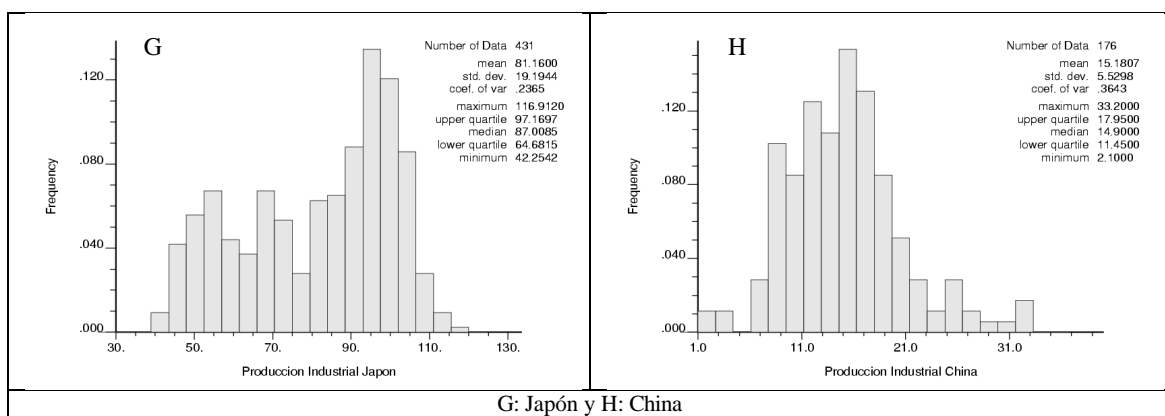 G
Number of Data 431
mean 81.1600
std. dev. 19.1944
coef. of var .2365
maximum 116.9120
upper quartile 97.1697
median 87.0085
lower quartile 64.6815
minimum 42.2542
Frequency
.120
.080
.040
.000
30. 50. 70. 90. 110. 130.
Produccion Industrial Japon
H
Number of Data 176
mean 15.1807
std. dev. 5.5298
coef. of var .3643
maximum 33.2000
upper quartile 17.9500
median 14.9000
lower quartile 11.4500
minimum 2.1000
Frequency
.120
.080
.040
.000
1.0 11.0 21.0 31.0
Produccion Industrial China
G: Japón y H: China